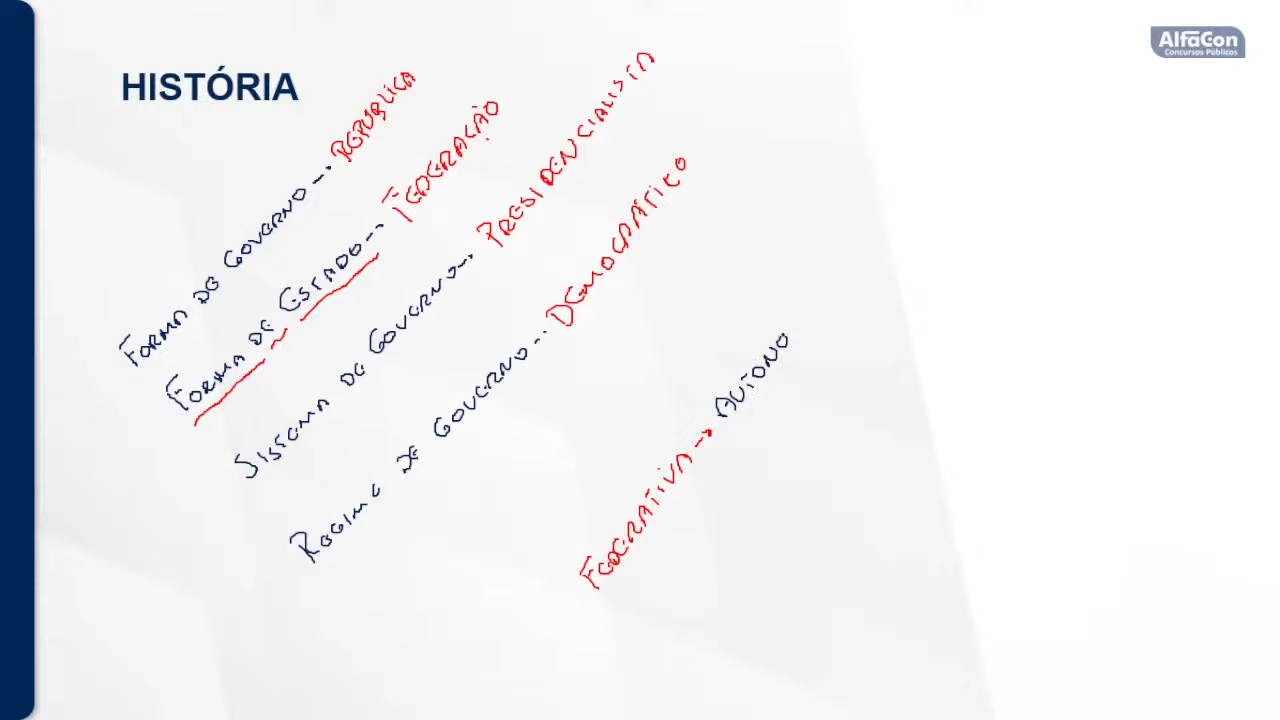 AlfaCon
Concursos Públicos
HISTÓRIA
FORMA DE GOVERNO → REPÚBLICA
FORMA DE ESTADO → FEDERAÇÃO
SISTEMA DE GOVERNO → PRESIDENCIALISTA
REGIME DE GOVERNO .. DEMOCRÁTICO
FEDERATIVA → AUTONO